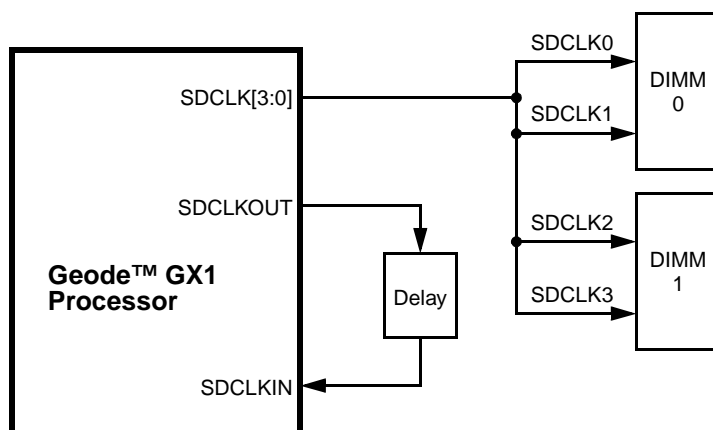 SDCLK0
SDCLK[3:0]
SDCLK1
DIMM
0
SDCLKOUT
SDCLK2
Geode™ GX1
Processor
Delay
SDCLK3
DIMM
1
SDCLKIN